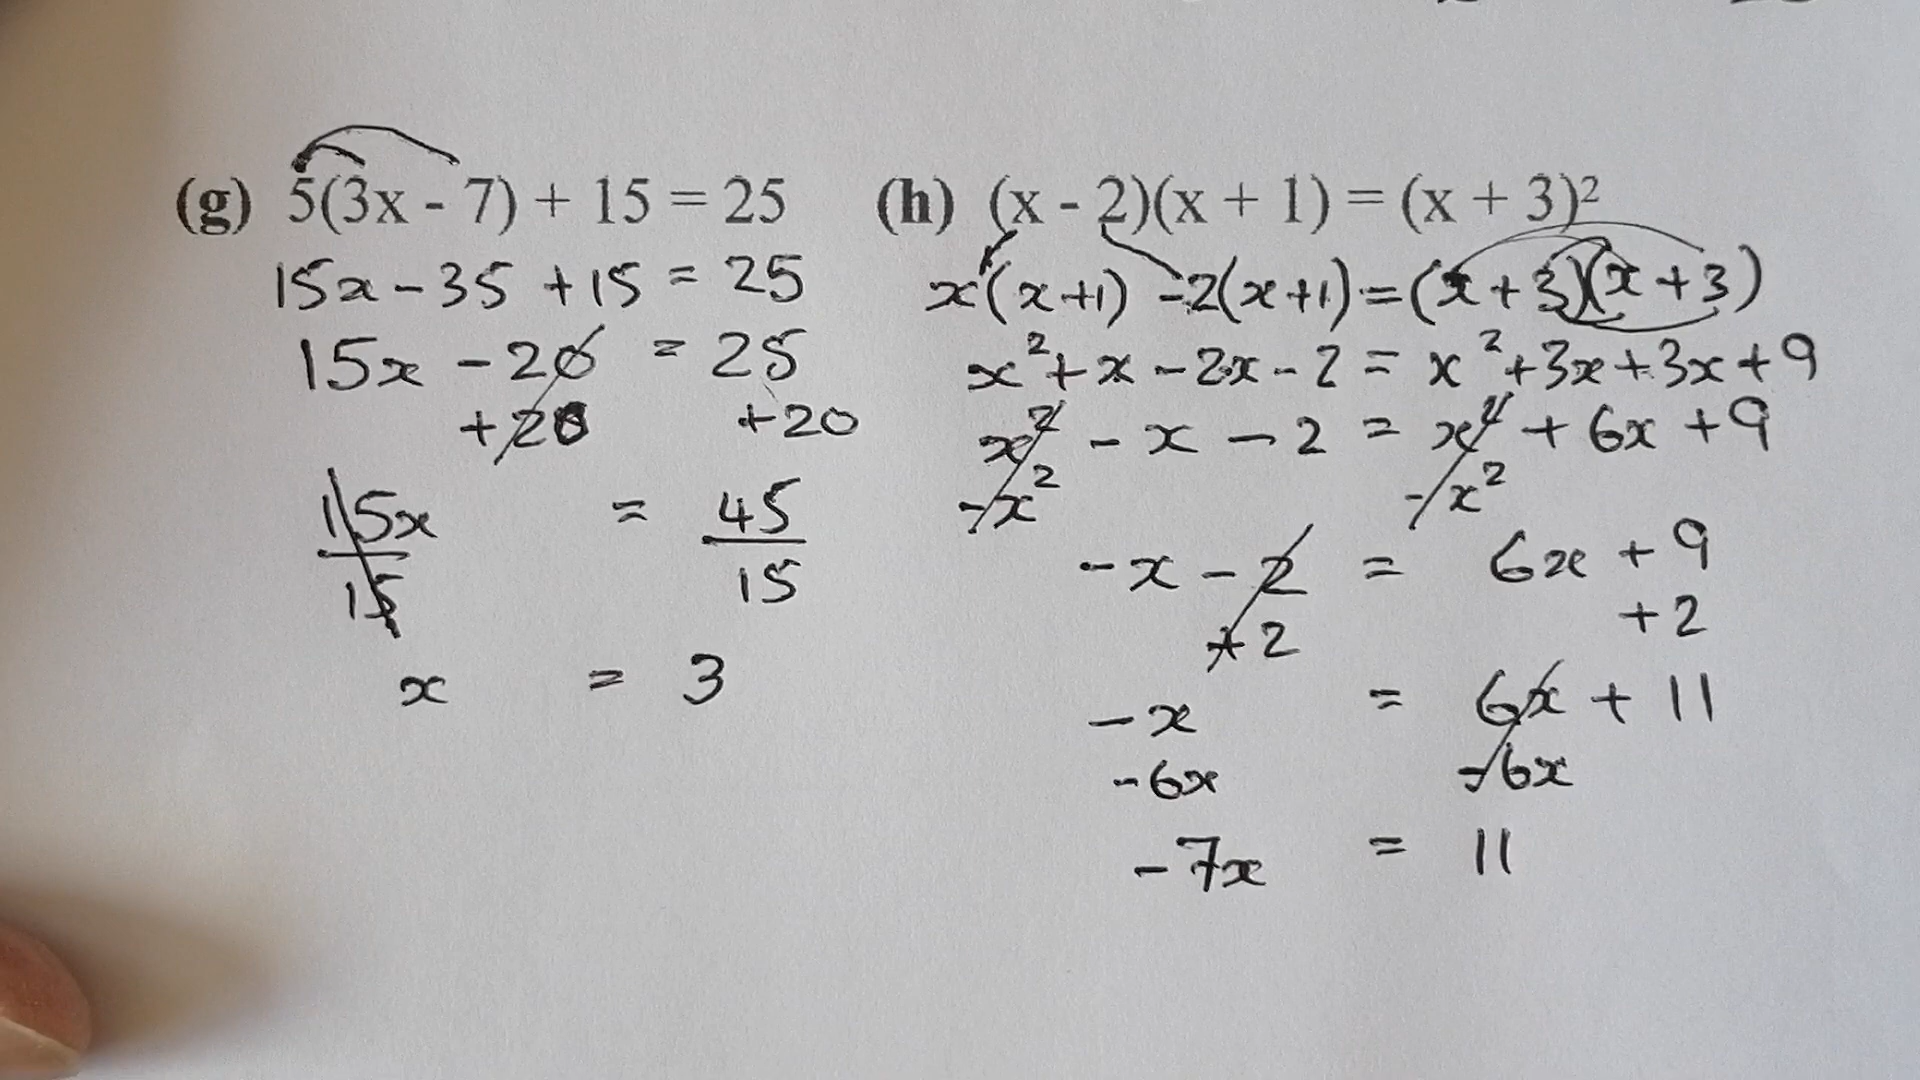 (g) 5(3x - 7) + 15 = 25
15x - 35 + 15 = 25
15x - 20 = 25
+20 +20
15x = 45
15 15
x = 3
(h) (x - 2)(x + 1) = (x + 3)²
x(x+1) -2(x+1) = (x+3)(x+3)
x² + x - 2x - 2 = x² + 3x + 3x + 9
x² - x - 2 = x² + 6x + 9
-x² -x²
-x - 2 = 6x + 9
+2 +2
-x = 6x + 11
-6x -6x
-7x = 11